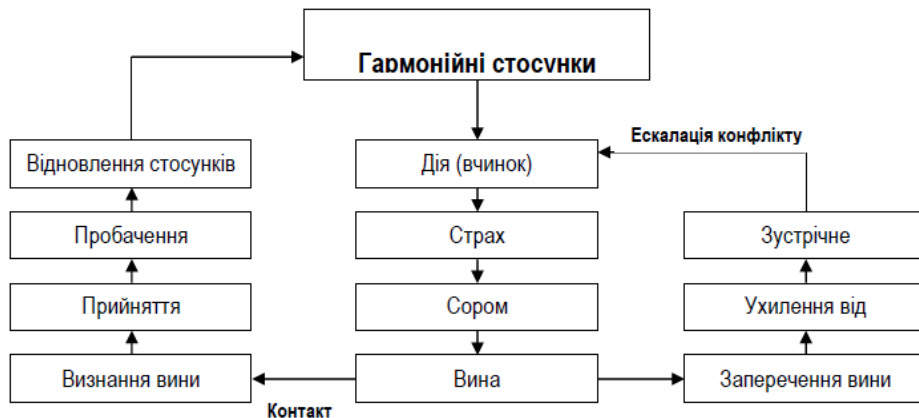 Гармонійні стосунки
Ескалація конфлікту
Відновлення стосунків
Дія (вчинок)
Пробачення
Страх
Зустрічне
Прийняття
Сором
Ухилення від
Визнання вини
Вина
Заперечення вини
Контакт